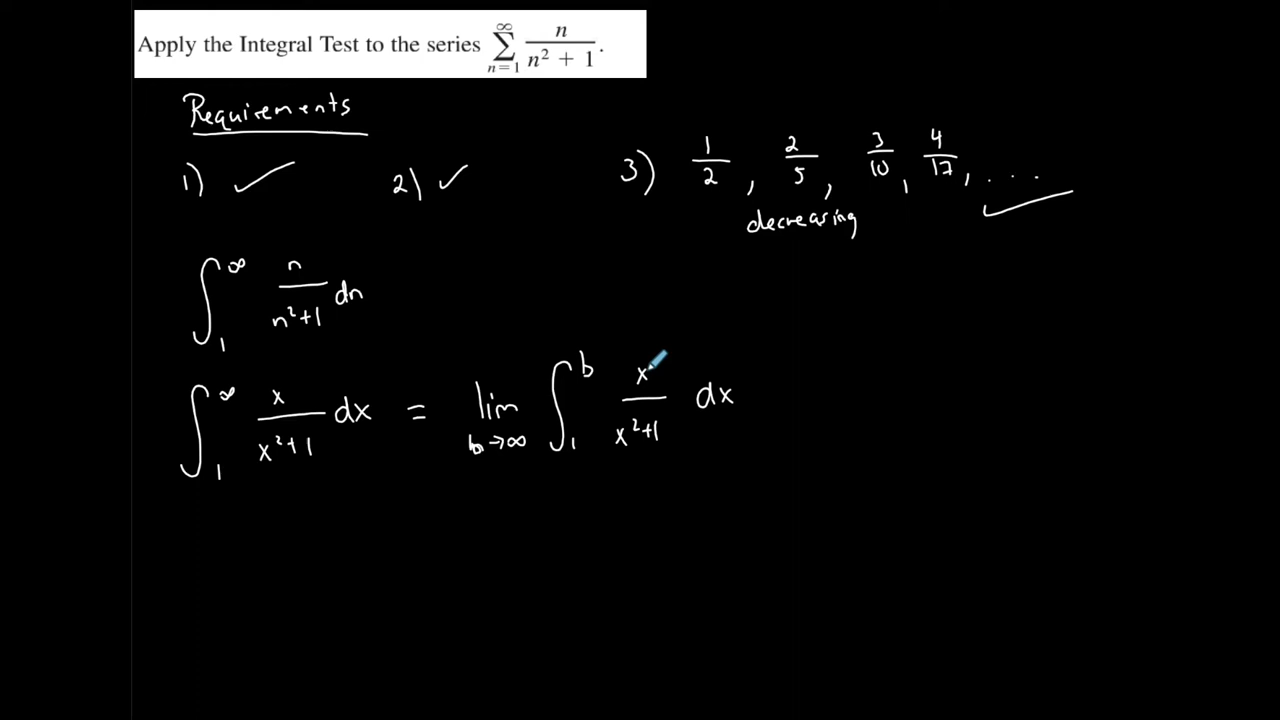 Apply the Integral Test to the series ∑_{n=1}^{∞} n/(n² + 1).
Requirements
1) ✓ 2) ✓ 3) 1/2, 2/5, 3/10, 4/17, . . . ✓
decreasing
∫_1^∞ n/(n²+1) dn
∫_1^∞ x/(x²+1) dx = lim_{b→∞} ∫_1^b x/(x²+1) dx